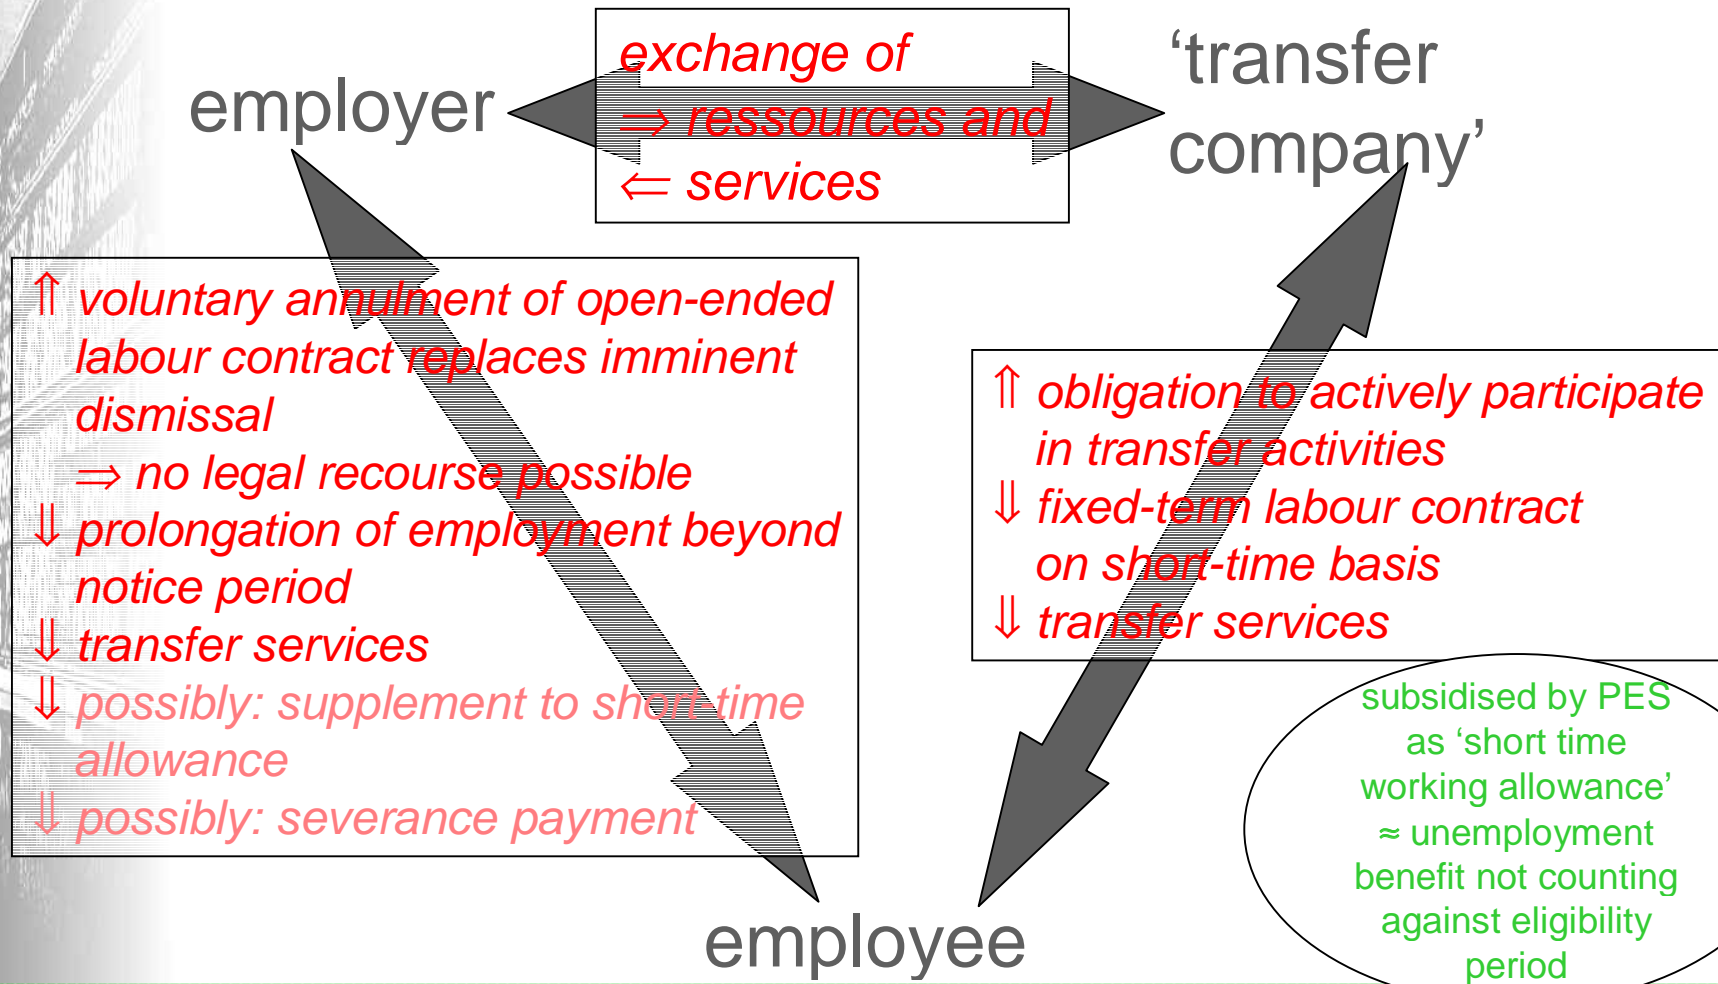 employer
exchange of
⇒ ressources and
⇐ services
‘transfer
company’
⇑ voluntary annulment of open-ended
labour contract replaces imminent
dismissal
⇒ no legal recourse possible
⇓ prolongation of employment beyond
notice period
⇓ transfer services
⇓ possibly: supplement to short-time
allowance
⇓ possibly: severance payment
⇑ obligation to actively participate
in transfer activities
⇓ fixed-term labour contract
on short-time basis
⇓ transfer services
subsidised by PES
as ‘short time
working allowance’
≈ unemployment
benefit not counting
against eligibility
period
employee